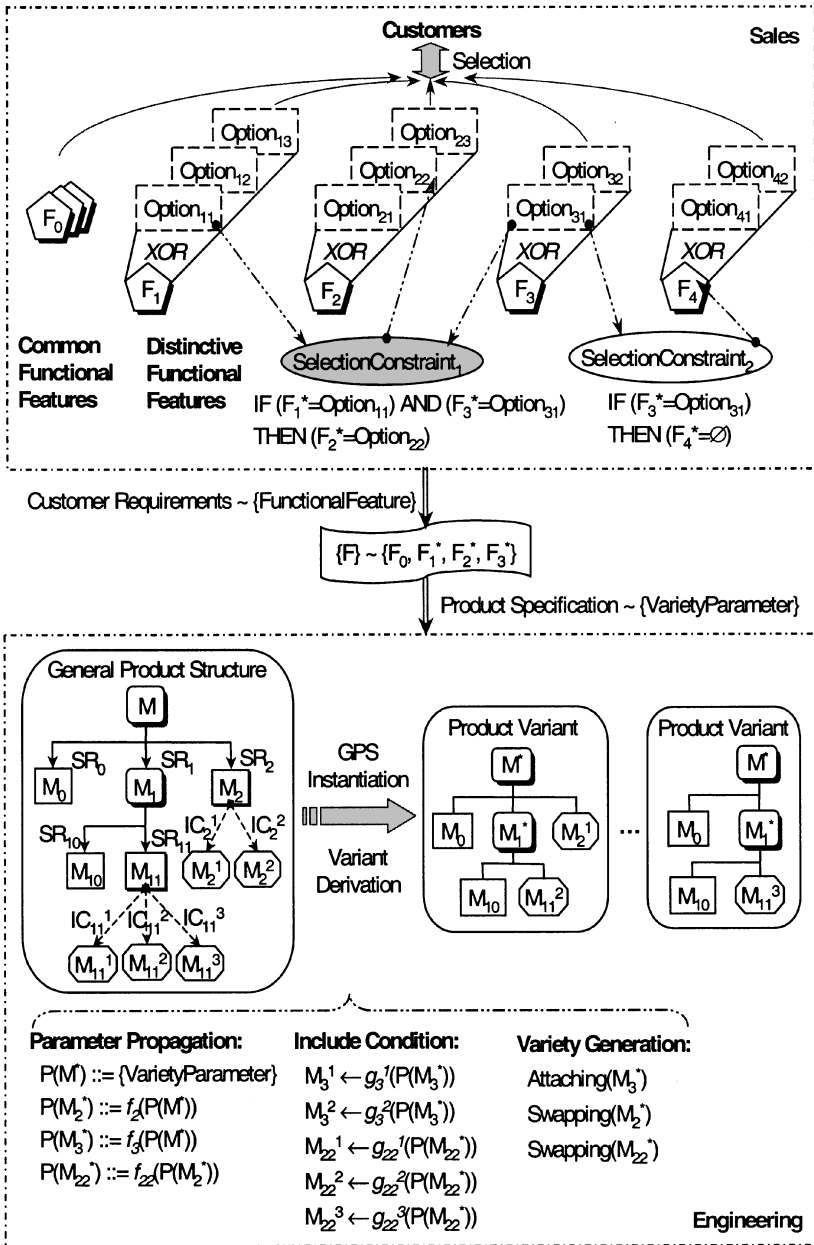 Customers
Sales
Selection
Option₁₃
Option₂₃
Option₁₂
Option₂₂
Option₃₂
Option₄₂
Option₁₁
Option₂₁
Option₃₁
Option₄₁
F₀
XOR
XOR
XOR
XOR
F₁
F₂
F₃
F₄
Common
Functional
Features
Distinctive
Functional
Features
SelectionConstraint₁
IF (F₁*=Option₁₁) AND (F₃*=Option₃₁)
THEN (F₂*=Option₂₂)
SelectionConstraint₂
IF (F₃*=Option₃₁)
THEN (F₄*=∅)
Customer Requirements ~ {FunctionalFeature}
{F} ~ {F₀, F₁*, F₂*, F₃*}
Product Specification ~ {VarietyParameter}
General Product Structure
M
SR₀
SR₁
SR₂
M₀
M₁
M₂
SR₁₀
SR₁₁
IC₂¹
IC₂²
M₁₀
M₁₁
M₂¹
M₂²
IC₁₁¹
IC₁₁²
IC₁₁³
M₁₁¹
M₁₁²
M₁₁³
GPS
Instantiation
Variant
Derivation
Product Variant
M*
M₀
M₁*
M₂¹
M₁₀
M₁₁²
...
Product Variant
M*
M₀
M₁*
M₁₀
M₁₁³
Parameter Propagation:
P(M*) ::= {VarietyParameter}
P(M₂*) ::= f₂(P(M*))
P(M₃*) ::= f₃(P(M*))
P(M₂₂*) ::= f₂₂(P(M₂*))
Include Condition:
M₃¹ ← g₃¹(P(M₃*))
M₃² ← g₃²(P(M₃*))
M₂₂¹ ← g₂₂¹(P(M₂₂*))
M₂₂² ← g₂₂²(P(M₂₂*))
M₂₂³ ← g₂₂³(P(M₂₂*))
Variety Generation:
Attaching(M₃*)
Swapping(M₂*)
Swapping(M₂₂*)
Engineering